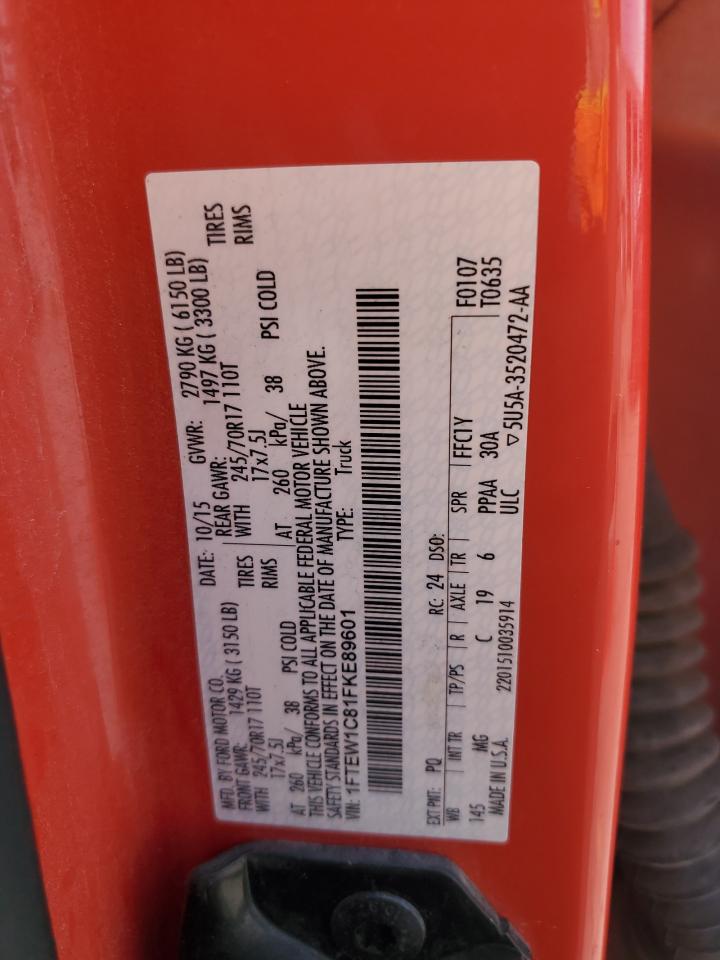 MFD. BY FORD MOTOR CO. DATE: 10/15 GVWR: 2790 KG ( 6150 LB)
FRONT GAWR: 1429 KG ( 3150 LB) REAR GAWR: 1497 KG ( 3300 LB)
WITH 245/70R17 110T TIRES WITH 245/70R17 110T TIRES
17x7.5J RIMS 17x7.5J RIMS
AT 260 kPa/ 38 PSI COLD AT 260 kPa/ 38 PSI COLD
THIS VEHICLE CONFORMS TO ALL APPLICABLE FEDERAL MOTOR VEHICLE
SAFETY STANDARDS IN EFFECT ON THE DATE OF MANUFACTURE SHOWN ABOVE.
VIN: 1FTEW1C81FKE89601 TYPE: Truck
EXT PNT: PQ RC: 24 DSO: F0107
WB INT TR TP/PS R AXLE TR SPR FFC1Y T0635
145 MG C 19 6 PPAA 30A
MADE IN U.S.A. 2201510035914 ULC ▽5U5A-3520472-AA